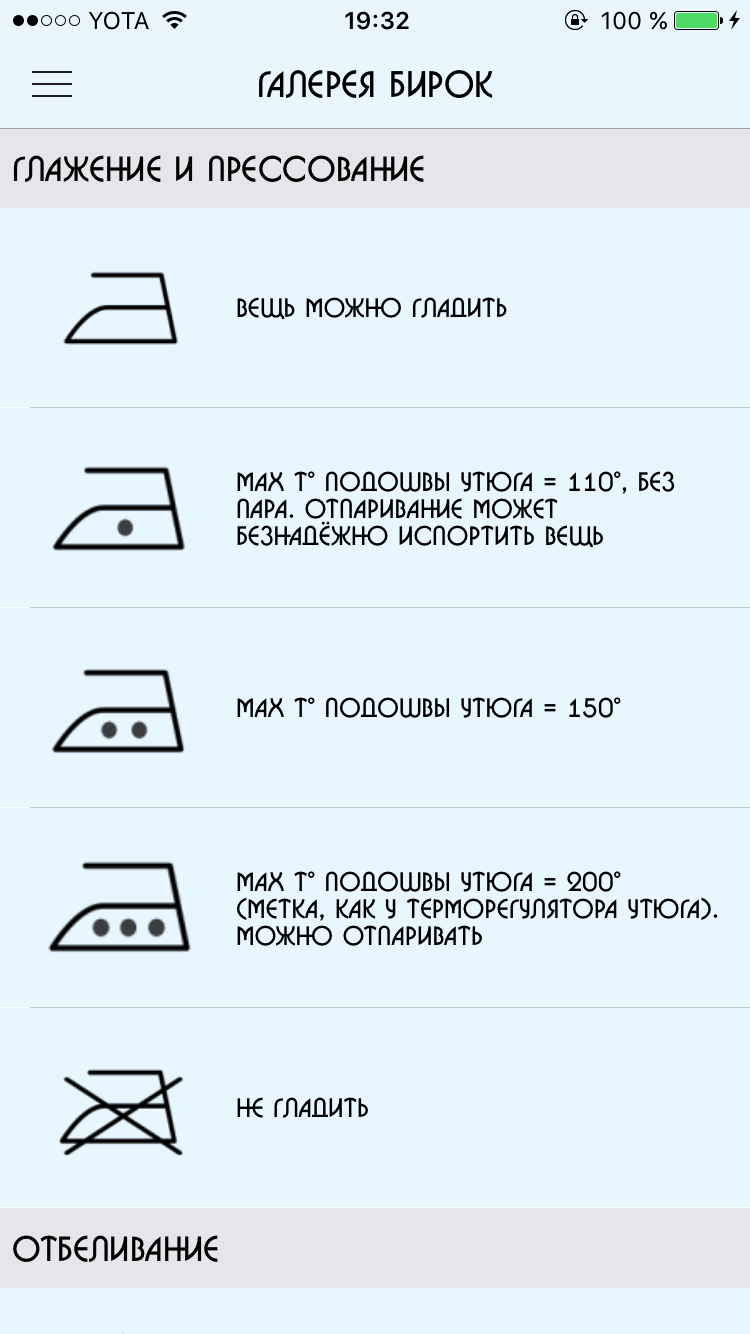 YOTA 19:32 100 %
ГАЛЕРЕЯ БИРОК
ГЛАЖЕНИЕ И ПРЕССОВАНИЕ
ВЕЩЬ МОЖНО ГЛАДИТЬ
MAX T° ПОДОШВЫ УТЮГА = 110°, БЕЗ
ПАРА. ОТПАРИВАНИЕ МОЖЕТ
БЕЗНАДЁЖНО ИСПОРТИТЬ ВЕЩЬ
MAX T° ПОДОШВЫ УТЮГА = 150°
MAX T° ПОДОШВЫ УТЮГА = 200°
(МЕТКА, КАК У ТЕРМОРЕГУЛЯТОРА УТЮГА).
МОЖНО ОТПАРИВАТЬ
НЕ ГЛАДИТЬ
ОТБЕЛИВАНИЕ